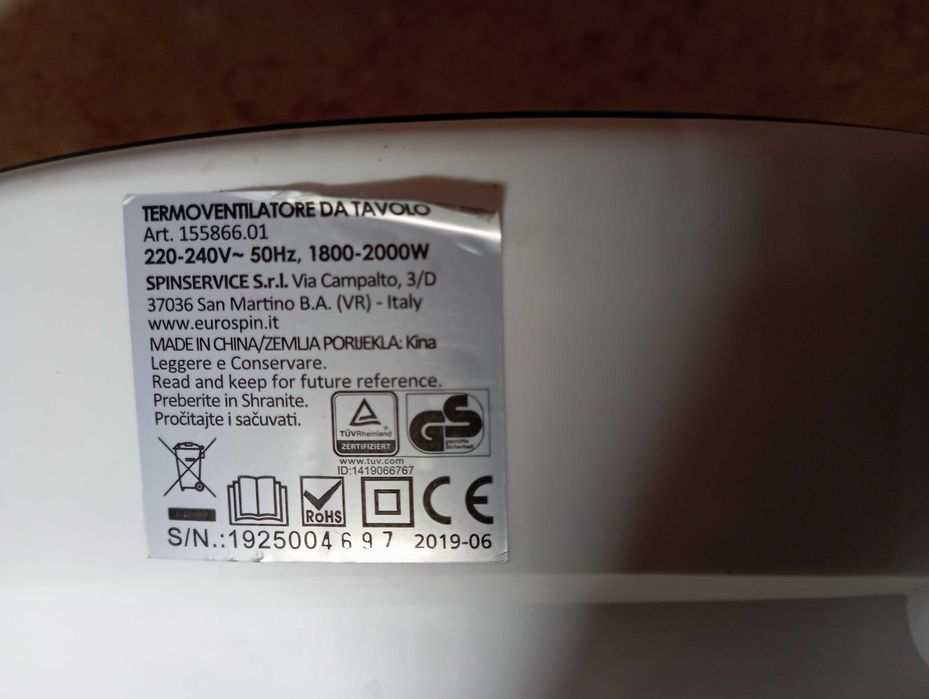 TERMOVENTILATORE DA TAVOLO
Art. 155866.01
220-240V~ 50Hz, 1800-2000W
SPINSERVICE S.r.l. Via Campalto, 3/D
37036 San Martino B.A. (VR) - Italy
www.eurospin.it
MADE IN CHINA/ZEMLJA PORIJEKLA: Kina
Leggere e Conservare.
Read and keep for future reference.
Preberite in Shranite.
Pročitajte i sačuvati.
TÜVRheinland
ZERTIFIZIERT
GS
geprüfte
Sicherheit
www.tuv.com
ID:1419066767
RoHS
CE
S/N.:1925004697 2019-06